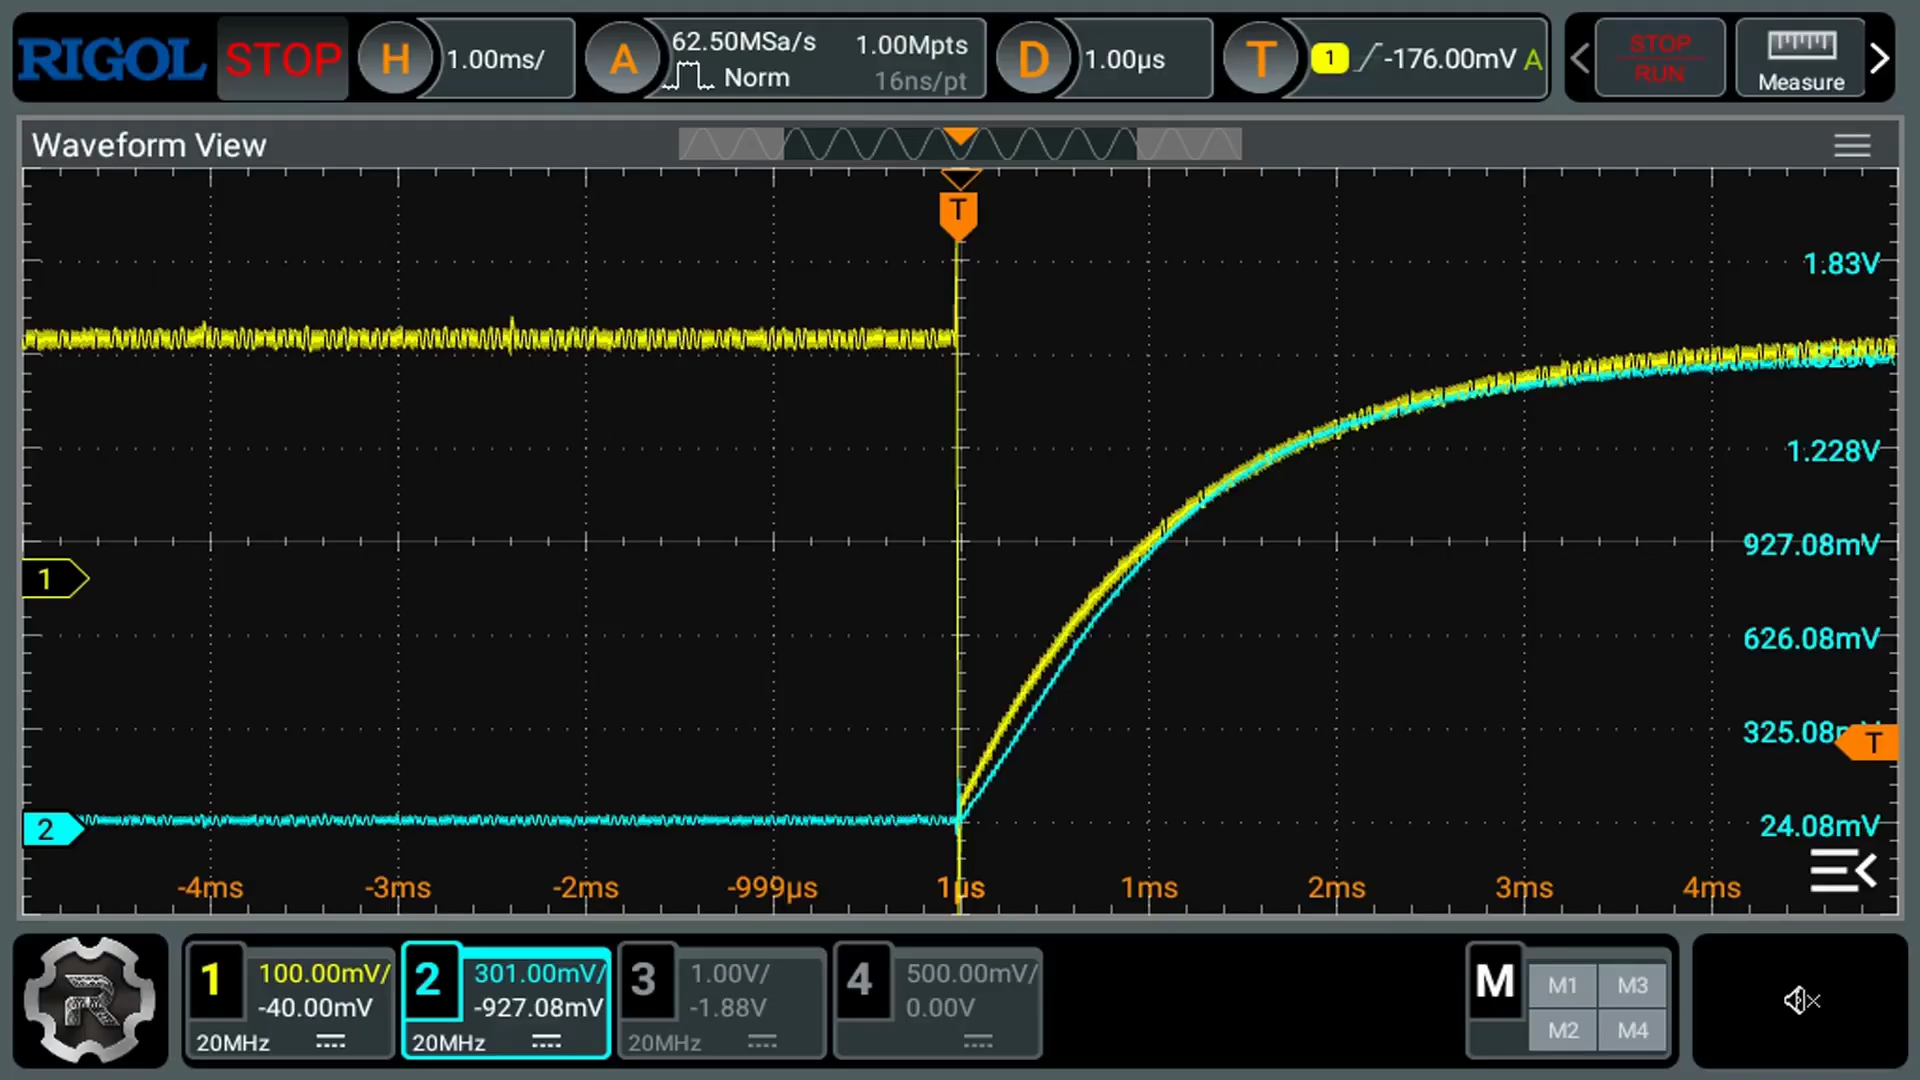 RIGOL STOP H 1.00ms/ A 62.50MSa/s 1.00Mpts D 1.00µs T 1 -176.00mV A STOP
Norm 16ns/pt RUN Measure
Waveform View
T
1.83V
1.228V
927.08mV
1
626.08mV
T
2 24.08mV
-4ms -3ms -2ms -999µs 1µs 1ms 2ms 3ms 4ms
1 100.00mV/ 2 301.00mV/ 3 1.00V/ 4 500.00mV/ M M1 M3
-40.00mV -927.08mV -1.88V 0.00V
20MHz 20MHz 20MHz M2 M4
R